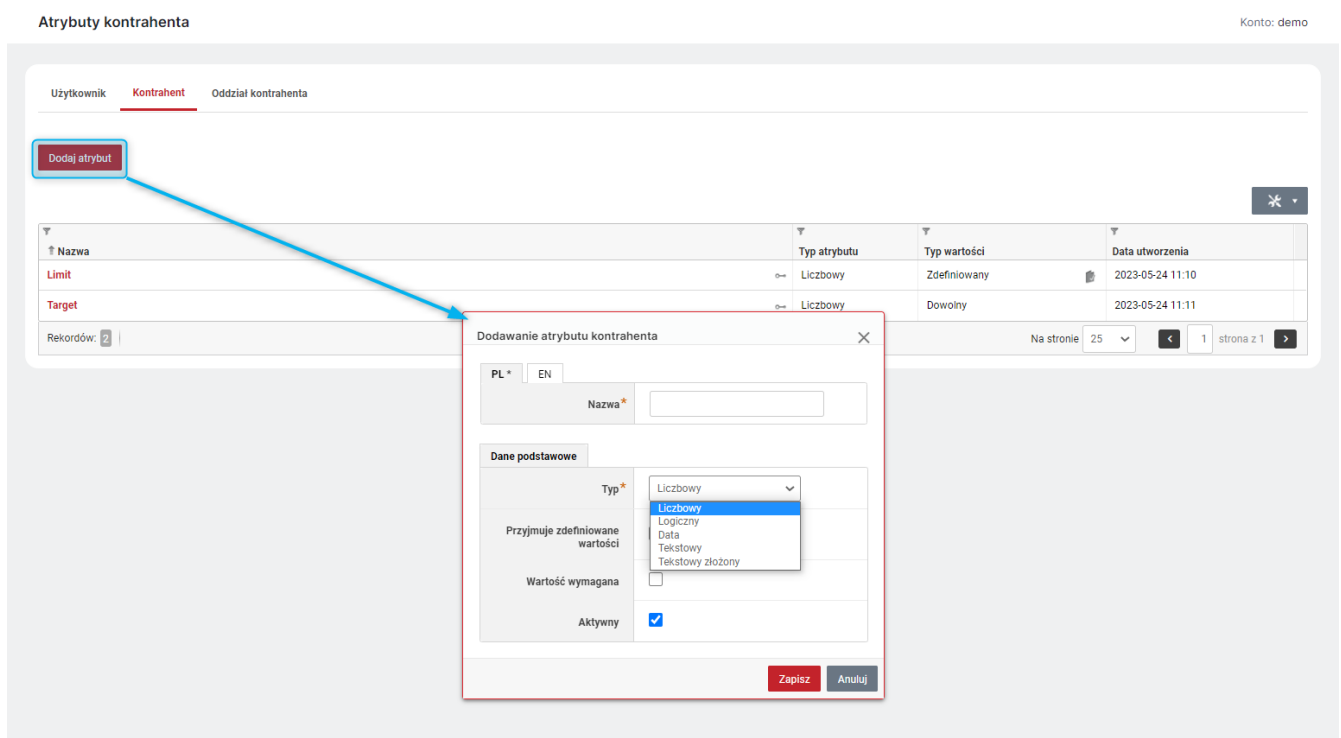 Atrybuty kontrahenta
Konto: demo
Użytkownik Kontrahent Oddział kontrahenta
Dodaj atrybut
Nazwa Typ atrybutu Typ wartości Data utworzenia
Limit Liczbowy Zdefiniowany 2023-05-24 11:10
Target Liczbowy Dowolny 2023-05-24 11:11
Rekordów: 2 Na stronie 25 1 strona z 1
Dodawanie atrybutu kontrahenta
PL * EN
Nazwa*
Dane podstawowe
Typ* Liczbowy
Liczbowy
Logiczny
Data
Tekstowy
Tekstowy złożony
Przyjmuje zdefiniowane
wartości
Wartość wymagana
Aktywny
Zapisz Anuluj